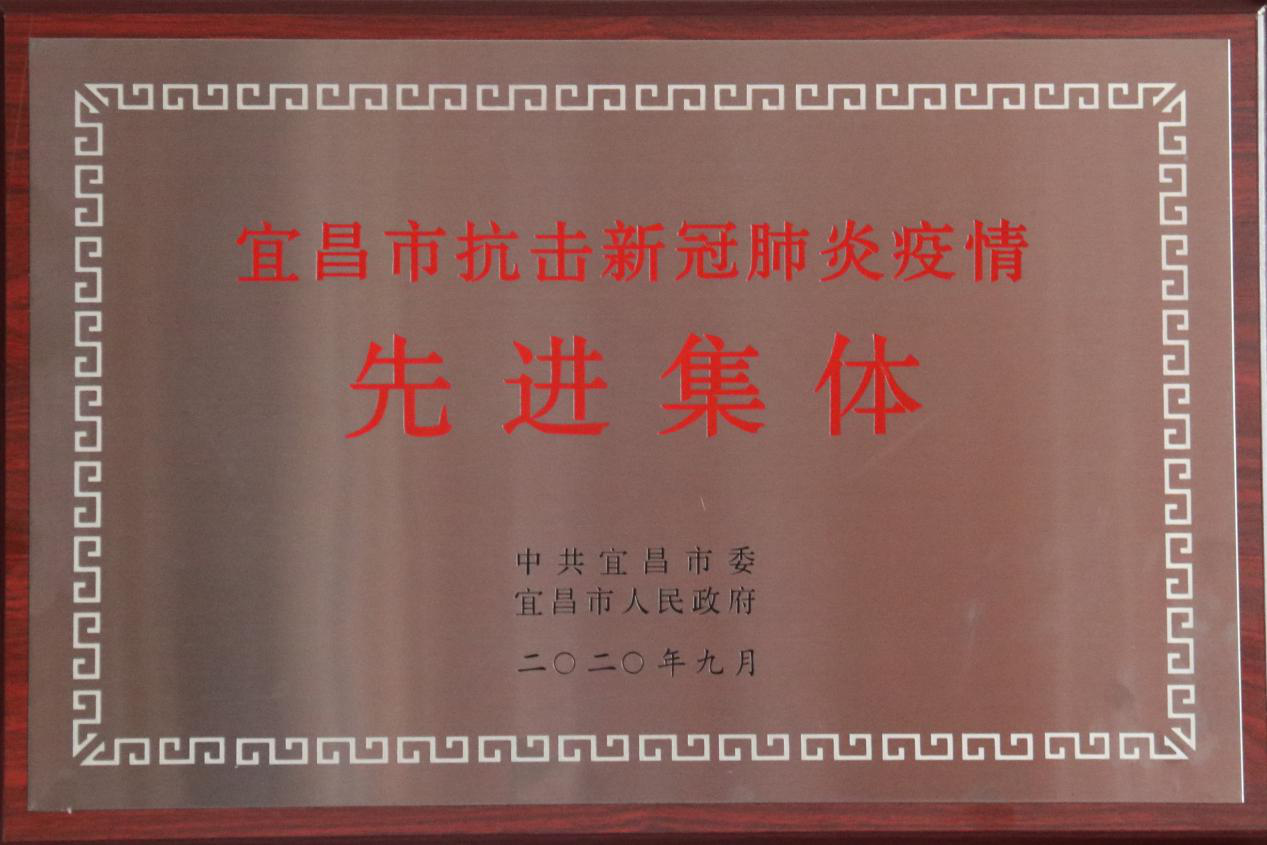 宜昌市抗击新冠肺炎疫情
先进集体
中共宜昌市委
宜昌市人民政府
二〇二〇年九月